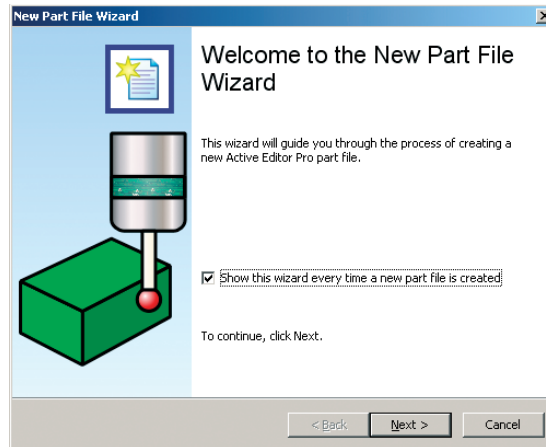 New Part File Wizard
Welcome to the New Part File
Wizard
This wizard will guide you through the process of creating a
new Active Editor Pro part file.
Show this wizard every time a new part file is created
To continue, click Next.
< Back
Next >
Cancel